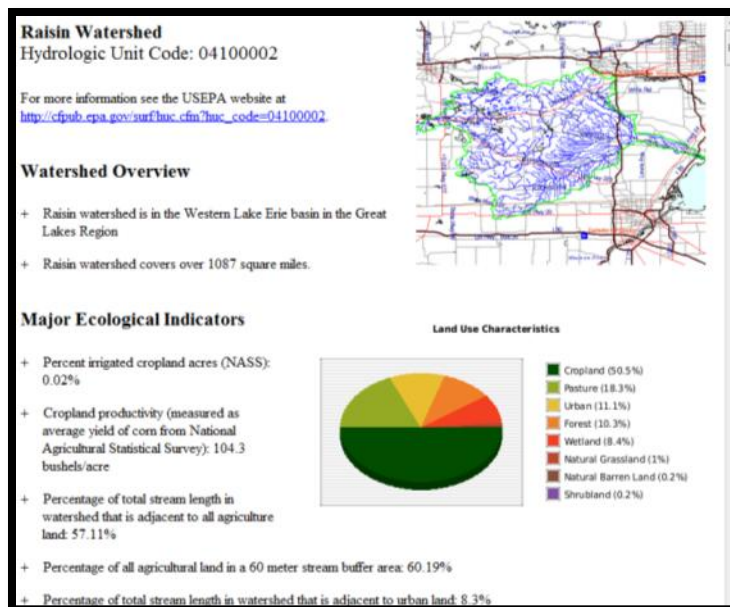 Raisin Watershed
Hydrologic Unit Code: 04100002
For more information see the USEPA website at
http://cfpub.epa.gov/surf/huc.cfm?huc_code=04100002.
Watershed Overview
+ Raisin watershed is in the Western Lake Erie basin in the Great
Lakes Region
+ Raisin watershed covers over 1087 square miles.
Major Ecological Indicators
+ Percent irrigated cropland acres (NASS):
0.02%
+ Cropland productivity (measured as
average yield of corn from National
Agricultural Statistical Survey): 104.3
bushels/acre
+ Percentage of total stream length in
watershed that is adjacent to all agriculture
land: 57.11%
+ Percentage of all agricultural land in a 60 meter stream buffer area: 60.19%
+ Percentage of total stream length in watershed that is adjacent to urban land: 8.3%
Land Use Characteristics
Cropland (50.5%)
Pasture (18.3%)
Urban (11.1%)
Forest (10.3%)
Wetland (8.4%)
Natural Grassland (1%)
Natural Barren Land (0.2%)
Shrubland (0.2%)